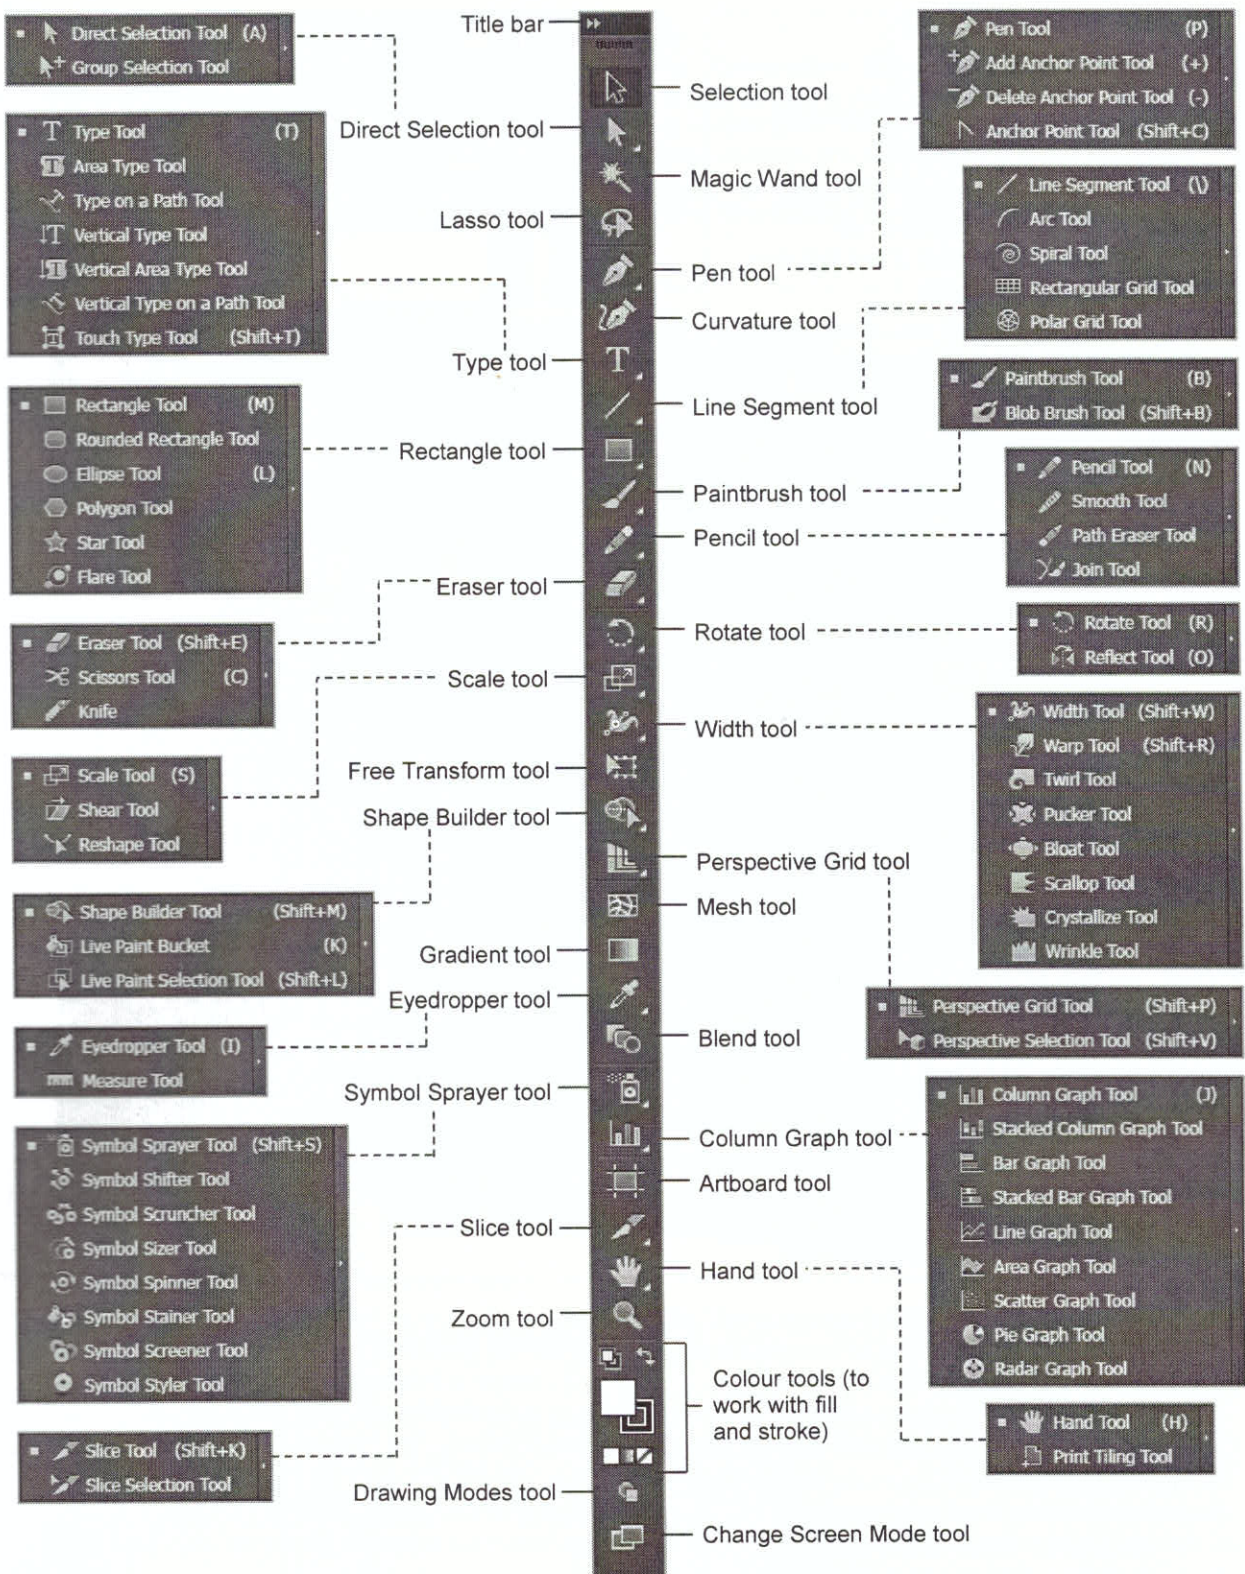 Title bar
Selection tool
Direct Selection tool
Magic Wand tool
Lasso tool
Pen tool
Curvature tool
Type tool
Line Segment tool
Rectangle tool
Paintbrush tool
Pencil tool
Eraser tool
Rotate tool
Scale tool
Width tool
Free Transform tool
Shape Builder tool
Perspective Grid tool
Mesh tool
Gradient tool
Eyedropper tool
Blend tool
Symbol Sprayer tool
Column Graph tool
Artboard tool
Slice tool
Hand tool
Zoom tool
Colour tools (to
work with fill
and stroke)
Drawing Modes tool
Change Screen Mode tool
Direct Selection Tool (A)
Group Selection Tool
Type Tool (T)
Area Type Tool
Type on a Path Tool
Vertical Type Tool
Vertical Area Type Tool
Vertical Type on a Path Tool
Touch Type Tool (Shift+T)
Rectangle Tool (M)
Rounded Rectangle Tool
Ellipse Tool (L)
Polygon Tool
Star Tool
Flare Tool
Eraser Tool (Shift+E)
Scissors Tool (C)
Knife
Scale Tool (S)
Shear Tool
Reshape Tool
Shape Builder Tool (Shift+M)
Live Paint Bucket (K)
Live Paint Selection Tool (Shift+L)
Eyedropper Tool (I)
Measure Tool
Symbol Sprayer Tool (Shift+S)
Symbol Shifter Tool
Symbol Scruncher Tool
Symbol Sizer Tool
Symbol Spinner Tool
Symbol Stainer Tool
Symbol Screener Tool
Symbol Styler Tool
Slice Tool (Shift+K)
Slice Selection Tool
Pen Tool (P)
Add Anchor Point Tool (+)
Delete Anchor Point Tool (-)
Anchor Point Tool (Shift+C)
Line Segment Tool (\)
Arc Tool
Spiral Tool
Rectangular Grid Tool
Polar Grid Tool
Paintbrush Tool (B)
Blob Brush Tool (Shift+B)
Pencil Tool (N)
Smooth Tool
Path Eraser Tool
Join Tool
Rotate Tool (R)
Reflect Tool (O)
Width Tool (Shift+W)
Warp Tool (Shift+R)
Twirl Tool
Pucker Tool
Bloat Tool
Scallop Tool
Crystallize Tool
Wrinkle Tool
Perspective Grid Tool (Shift+P)
Perspective Selection Tool (Shift+V)
Column Graph Tool (J)
Stacked Column Graph Tool
Bar Graph Tool
Stacked Bar Graph Tool
Line Graph Tool
Area Graph Tool
Scatter Graph Tool
Pie Graph Tool
Radar Graph Tool
Hand Tool (H)
Print Tiling Tool